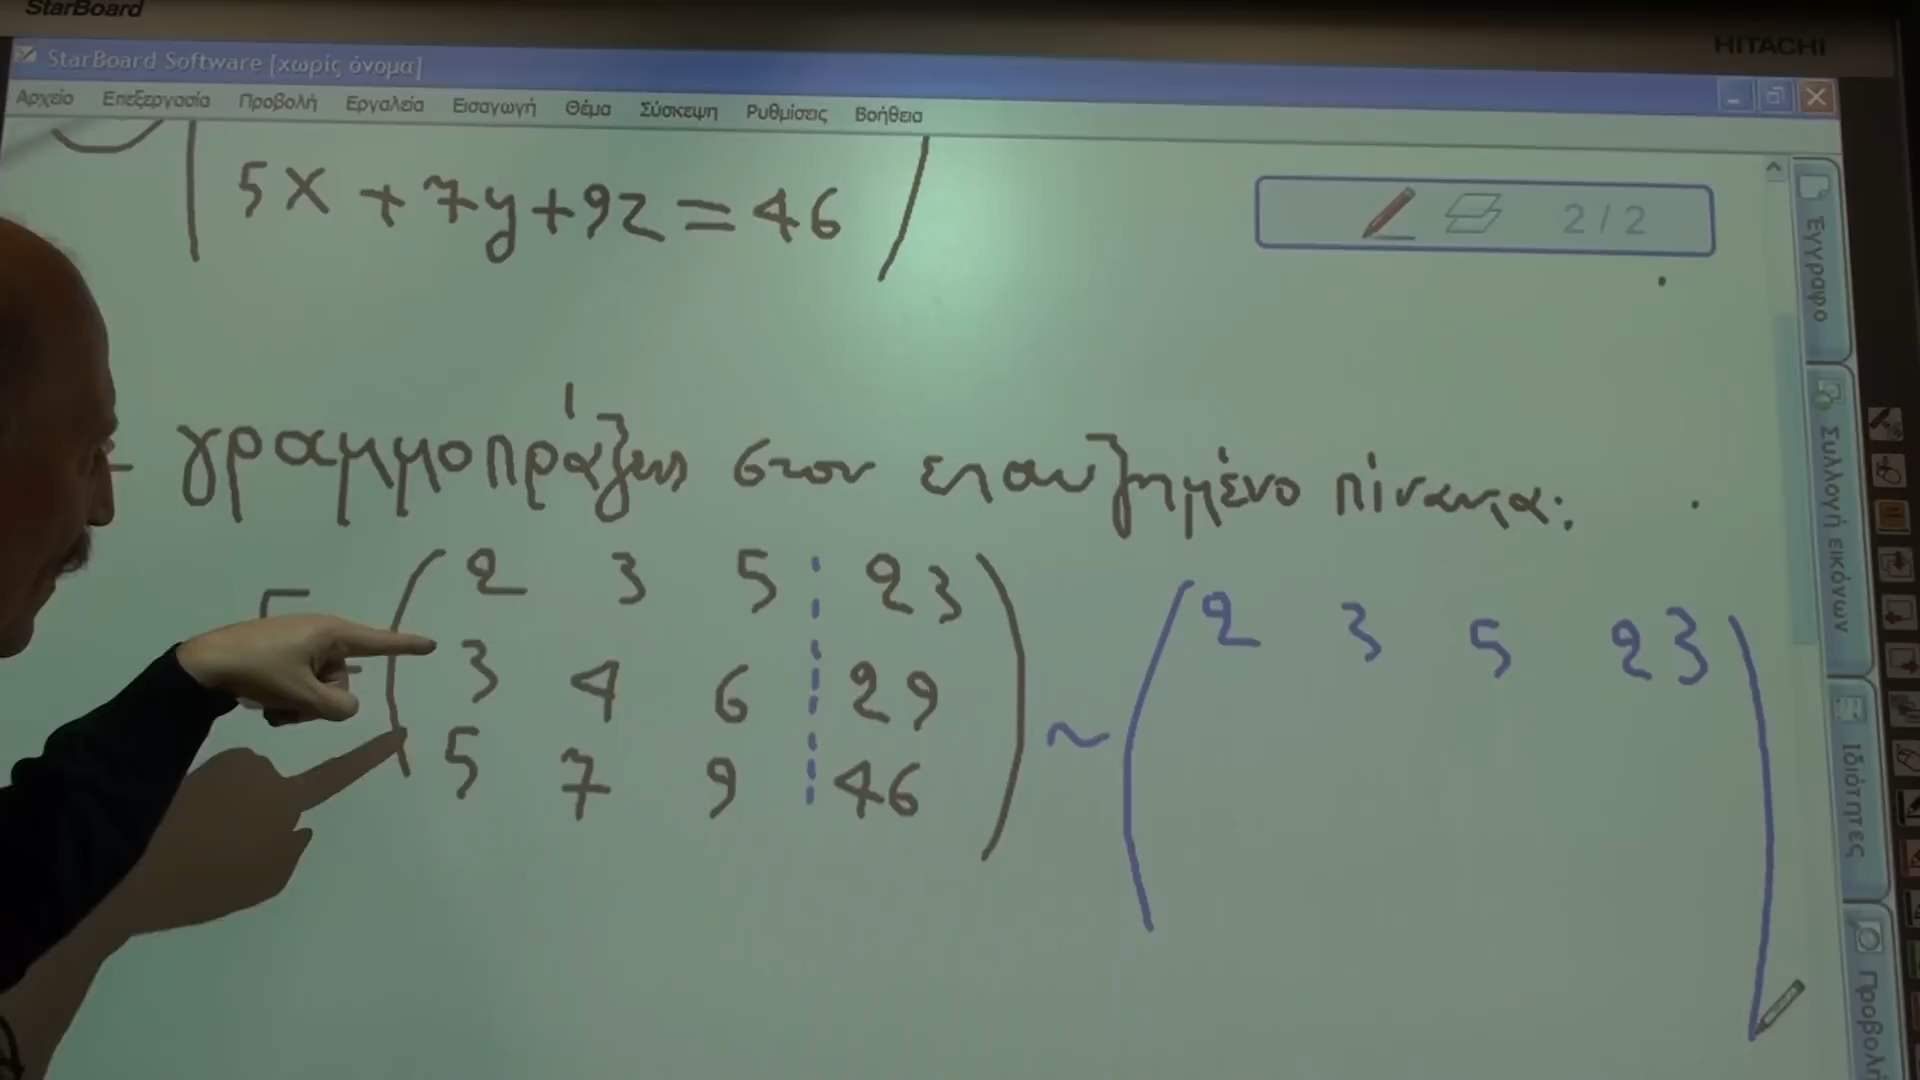 StarBoard
HITACHI
StarBoard Software [χωρίς όνομα]
Αρχείο Επεξεργασία Προβολή Εργαλεία Εισαγωγή Θέμα Σύσκεψη Ρυθμίσεις Βοήθεια
5x + 7y + 9z = 46
2 / 2
Έγγραφο
Συλλογή εικόνων
Ιδιότητες
Προβολή
γραμμοπράξεις στον επαυξημένο πίνακα:
2 3 5 23 ~ 2 3 5 23
3 4 6 29
5 7 9 46